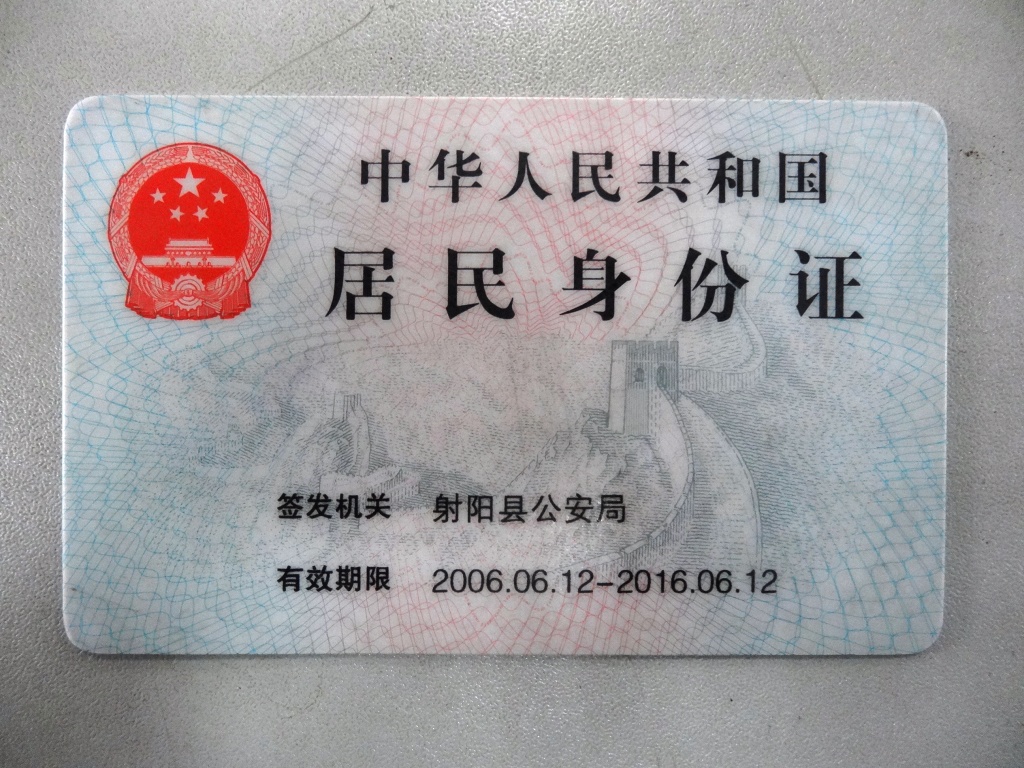 中华人民共和国
居民身份证
签发机关 射阳县公安局
有效期限 2006.06.12-2016.06.12